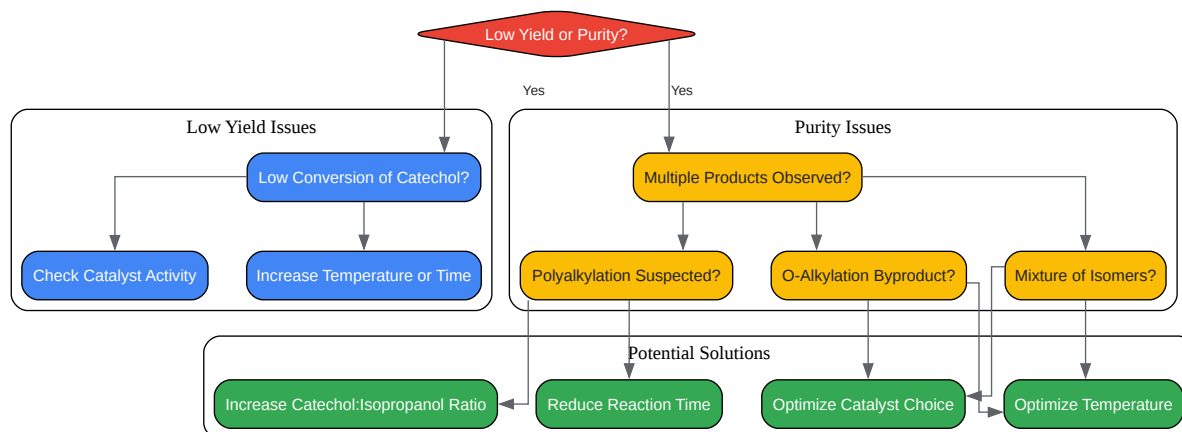 Low Yield or Purity?
Yes
Yes
Low Yield Issues
Purity Issues
Low Conversion of Catechol?
Multiple Products Observed?
Check Catalyst Activity
Increase Temperature or Time
Polyalkylation Suspected?
O-Alkylation Byproduct?
Mixture of Isomers?
Potential Solutions
Increase Catechol:Isopropanol Ratio
Reduce Reaction Time
Optimize Catalyst Choice
Optimize Temperature